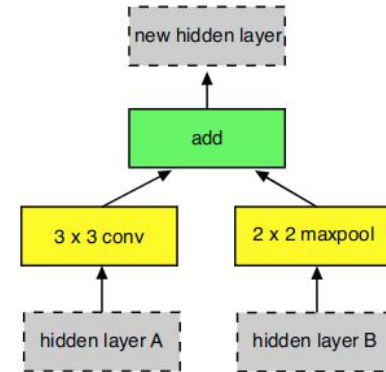 new hidden layer
add
3 x 3 conv
2 x 2 maxpool
hidden layer A
hidden layer B